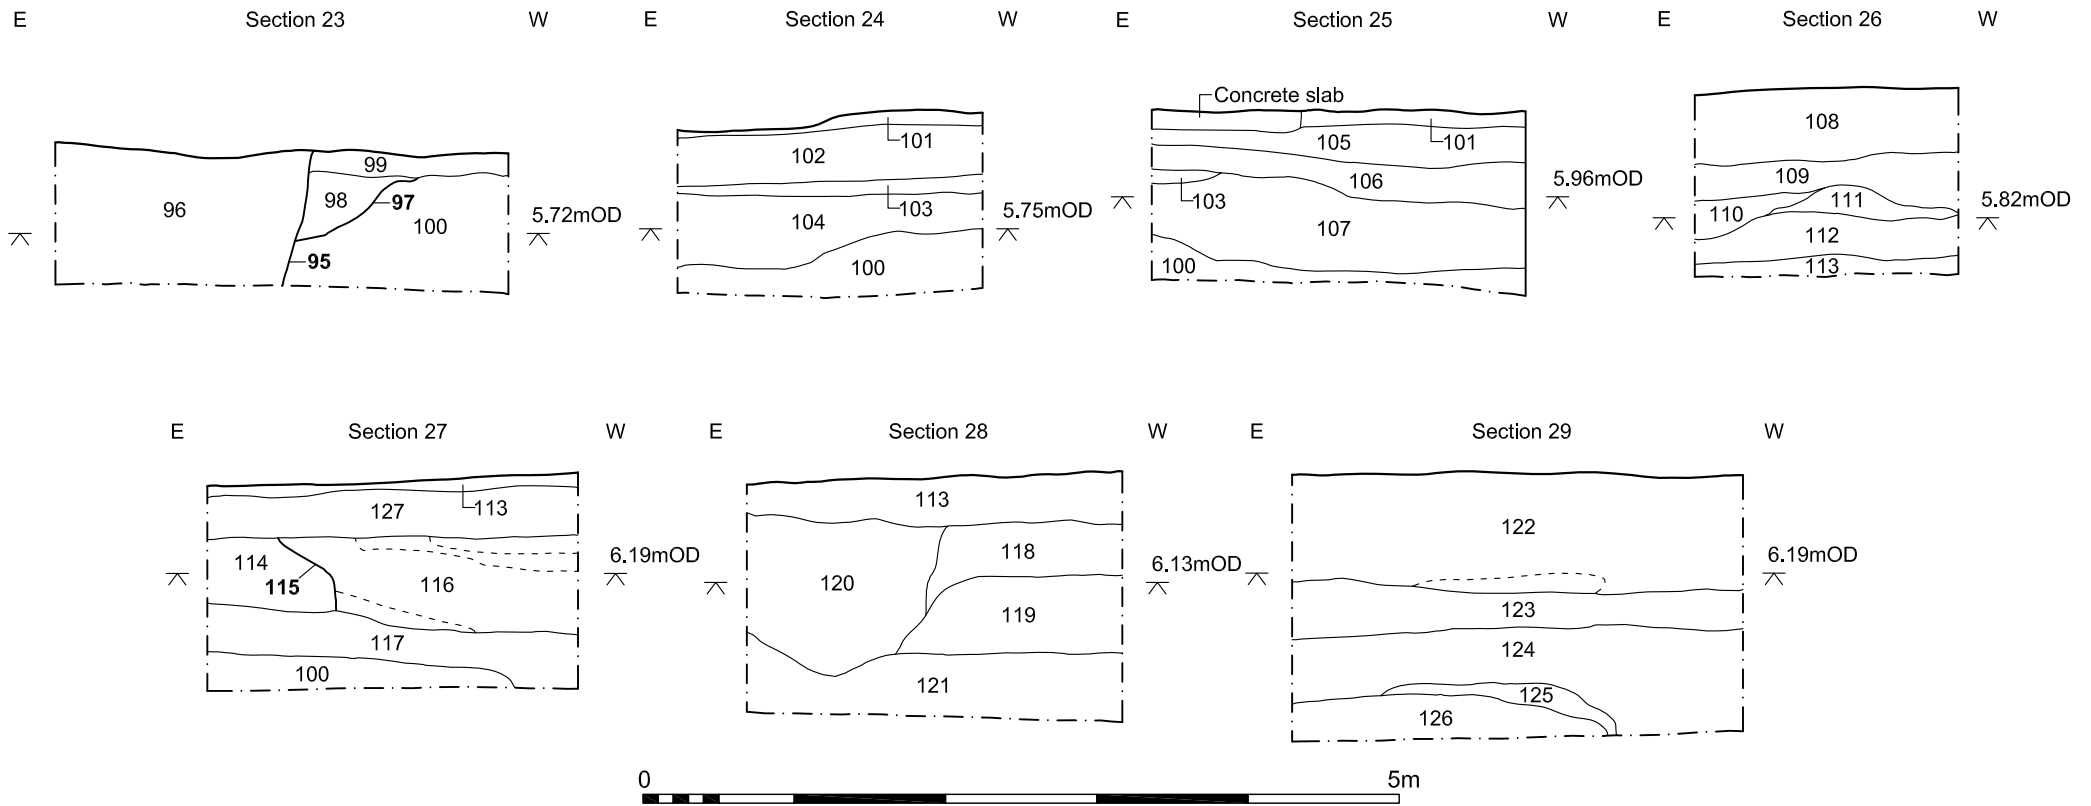 E Section 23 W
E Section 24 W
E Section 25 W
E Section 26 W
99
96
98
97
100
95
5.72mOD
101
102
103
104
100
5.75mOD
Concrete slab
105
101
106
103
107
100
5.96mOD
108
109
110
111
112
113
5.82mOD
E Section 27 W
E Section 28 W
E Section 29 W
127
113
114
115
116
117
100
6.19mOD
113
118
120
119
121
6.13mOD
122
123
124
125
126
6.19mOD
0 5m